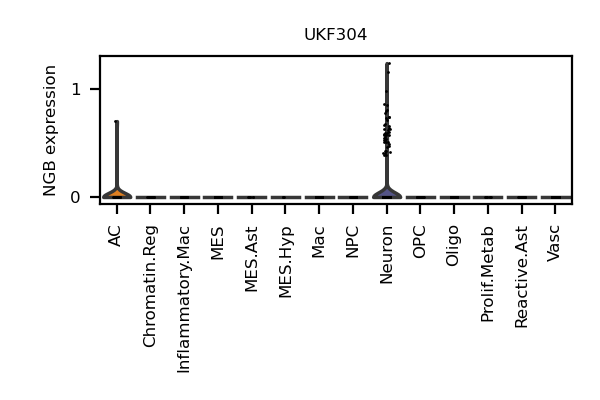 UKF304
NGB expression
1
0
AC
Chromatin.Reg
Inflammatory.Mac
MES
MES.Ast
MES.Hyp
Mac
NPC
Neuron
OPC
Oligo
Prolif.Metab
Reactive.Ast
Vasc